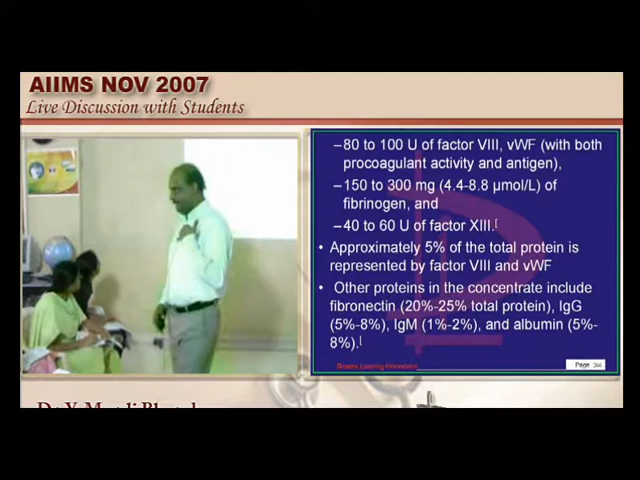 AIIMS NOV 2007
Live Discussion with Students
–80 to 100 U of factor VIII, vWF (with both
procoagulant activity and antigen),
–150 to 300 mg (4.4-8.8 μmol/L) of
fibrinogen, and
–40 to 60 U of factor XIII.[
• Approximately 5% of the total protein is
represented by factor VIII and vWF
• Other proteins in the concentrate include
fibronectin (20%-25% total protein), IgG
(5%-8%), IgM (1%-2%), and albumin (5%-
8%).[
Page 266